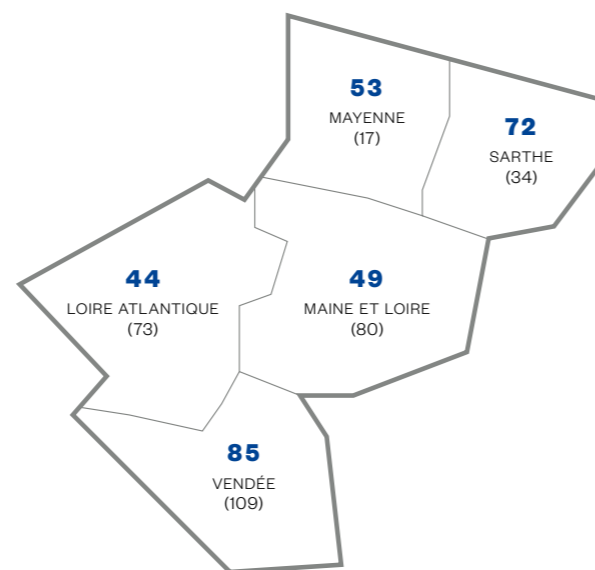 53
MAYENNE
(17)
72
SARTHE
(34)
44
LOIRE ATLANTIQUE
(73)
49
MAINE ET LOIRE
(80)
85
VENDÉE
(109)